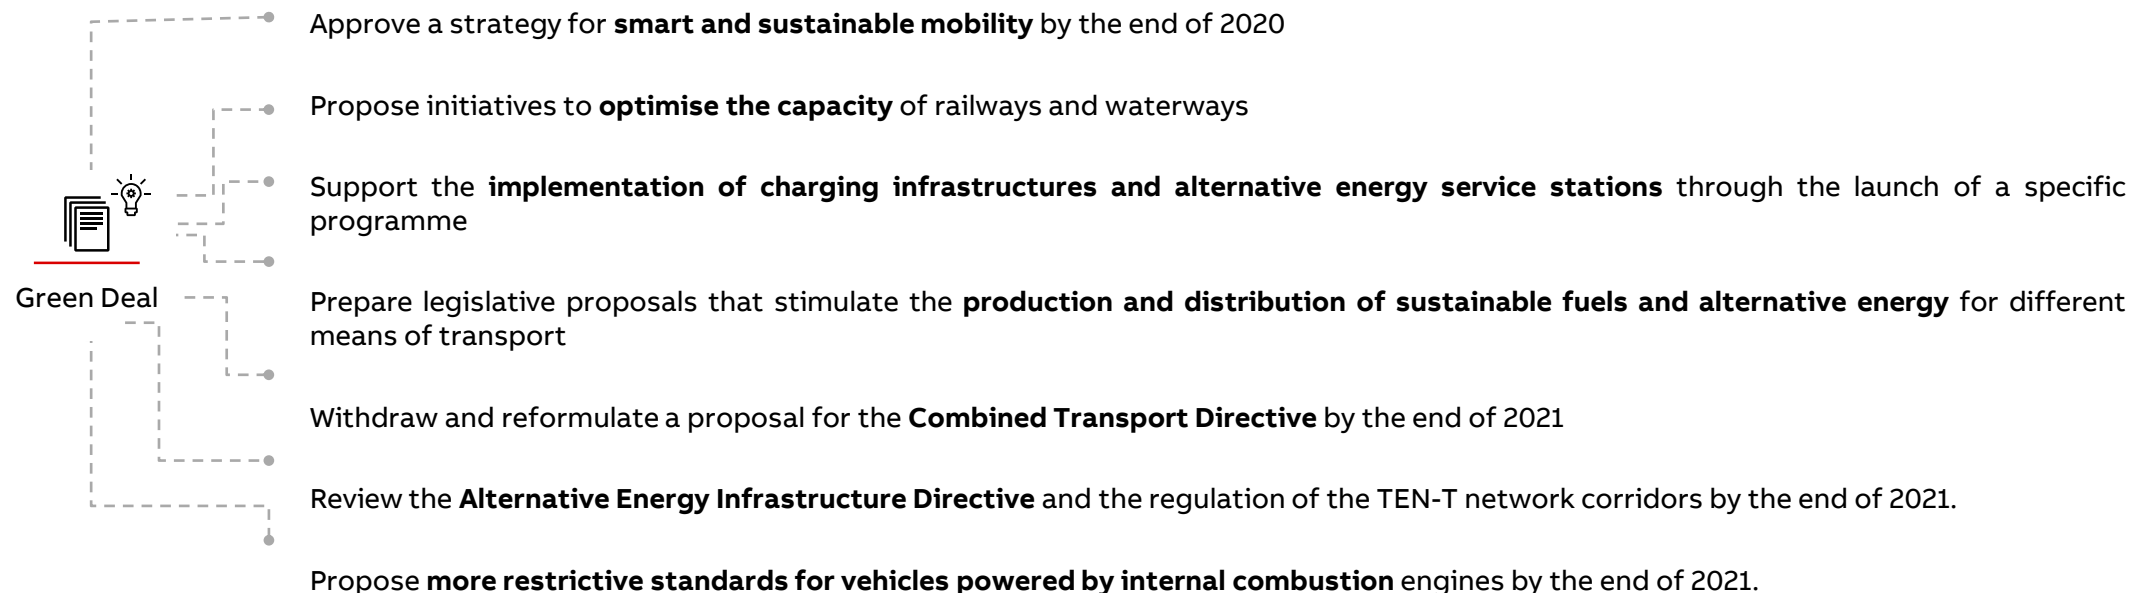 Approve a strategy for smart and sustainable mobility by the end of 2020
Propose initiatives to optimise the capacity of railways and waterways
Support the implementation of charging infrastructures and alternative energy service stations through the launch of a specific
programme
Green Deal
Prepare legislative proposals that stimulate the production and distribution of sustainable fuels and alternative energy for different
means of transport
Withdraw and reformulate a proposal for the Combined Transport Directive by the end of 2021
Review the Alternative Energy Infrastructure Directive and the regulation of the TEN-T network corridors by the end of 2021.
Propose more restrictive standards for vehicles powered by internal combustion engines by the end of 2021.